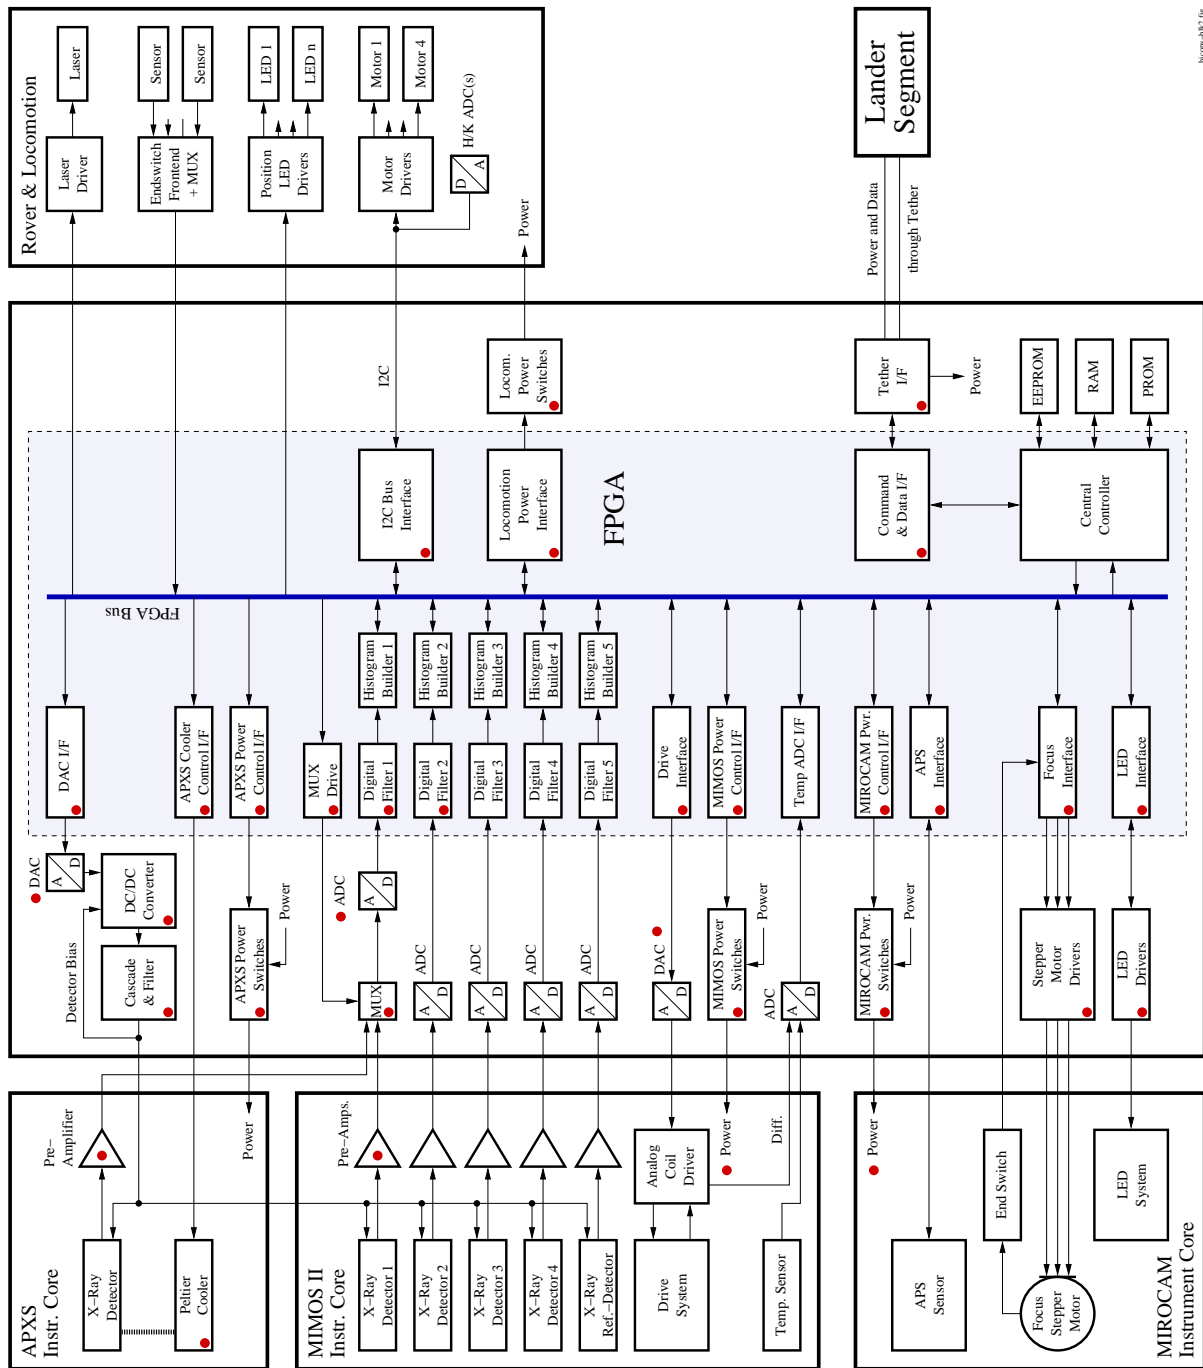 APXS
Instr. Core
X-Ray
Detector
Peltier
Cooler
Pre-
Amplifier
Power
MIMOS II
Instr. Core
X-Ray
Detector 1
X-Ray
Detector 2
X-Ray
Detector 3
X-Ray
Detector 4
X-Ray
Ref.-Detector
Drive
System
Temp. Sensor
Pre-Amps.
Analog
Coil
Driver
Power
Diff.
MIROCAM
Instrument Core
APS
Sensor
Focus
Stepper
Motor
End Switch
LED
System
Power
Detector Bias
DAC
A
D
DC/DC
Converter
Cascade
& Filter
APXS Power
Switches
Power
MUX
ADC
A
D
ADC
A
D
ADC
A
D
ADC
A
D
ADC
A
D
DAC
A
D
MIMOS Power
Switches
Power
ADC
A
D
MIROCAM Pwr.
Switches
Power
Stepper
Motor
Drivers
LED
Drivers
DAC I/F
APXS Cooler
Control I/F
APXS Power
Control I/F
MUX
Drive
Digital
Filter 1
Digital
Filter 2
Digital
Filter 3
Digital
Filter 4
Digital
Filter 5
Drive
Interface
MIMOS Power
Control I/F
Temp ADC I/F
MIROCAM Pwr.
Control I/F
APS
Interface
Focus
Interface
LED
Interface
Histogram
Builder 1
Histogram
Builder 2
Histogram
Builder 3
Histogram
Builder 4
Histogram
Builder 5
FPGA
Bus
I2C Bus
Interface
Locomotion
Power
Interface
FPGA
Command
& Data I/F
Central
Controller
I2C
Locom.
Power
Switches
Tether
I/F
Power
EEPROM
RAM
PROM
Rover & Locomotion
Laser
Driver
Laser
Endswitch
Frontend
+ MUX
Sensor
Sensor
Position
LED
Drivers
LED 1
LED n
Motor
Drivers
Motor 1
Motor 4
D
A
H/K ADC(s)
Power
Power and Data
through Tether
Lander
Segment